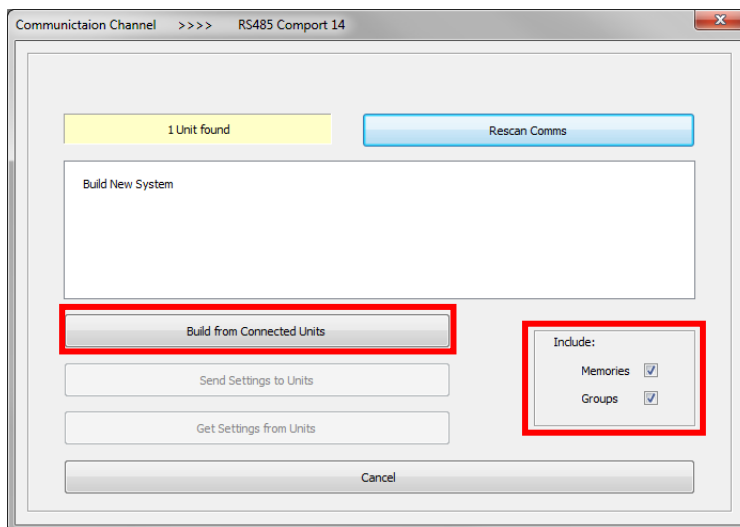 Communictaion Channel >>>> RS485 Comport 14
1 Unit found
Rescan Comms
Build New System
Build from Connected Units
Include:
Memories
Groups
Send Settings to Units
Get Settings from Units
Cancel